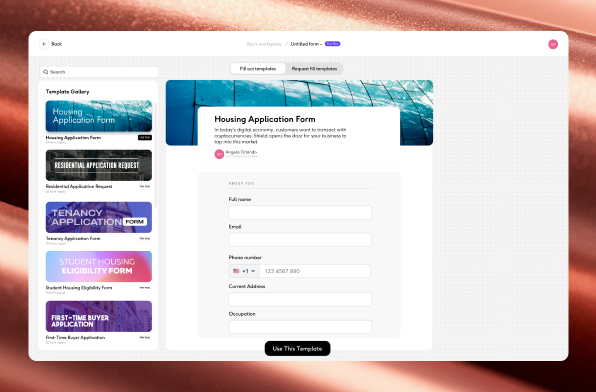 Back
Ann's workspace / Untitled form
Fill out templates
Request fill templates
Search
Template Gallery
Housing
Application Form
Housing Application Form
RESIDENTIAL APPLICATION REQUEST
Residential Application Request
TENANCY
APPLICATION FORM
Tenancy Application Form
STUDENT HOUSING
ELIGIBILITY FORM
Student Housing Eligibility Form
FIRST-TIME BUYER
APPLICATION
First-Time Buyer Application
Housing Application Form
In today's digital economy, customers want to transact with
cryptocurrencies. Shield opens the door for your business to
tap into this market.
Angelo Orlando
ABOUT YOU
Full name
Email
Phone number
+1
123 4567 890
Current Address
Occupation
Use This Template